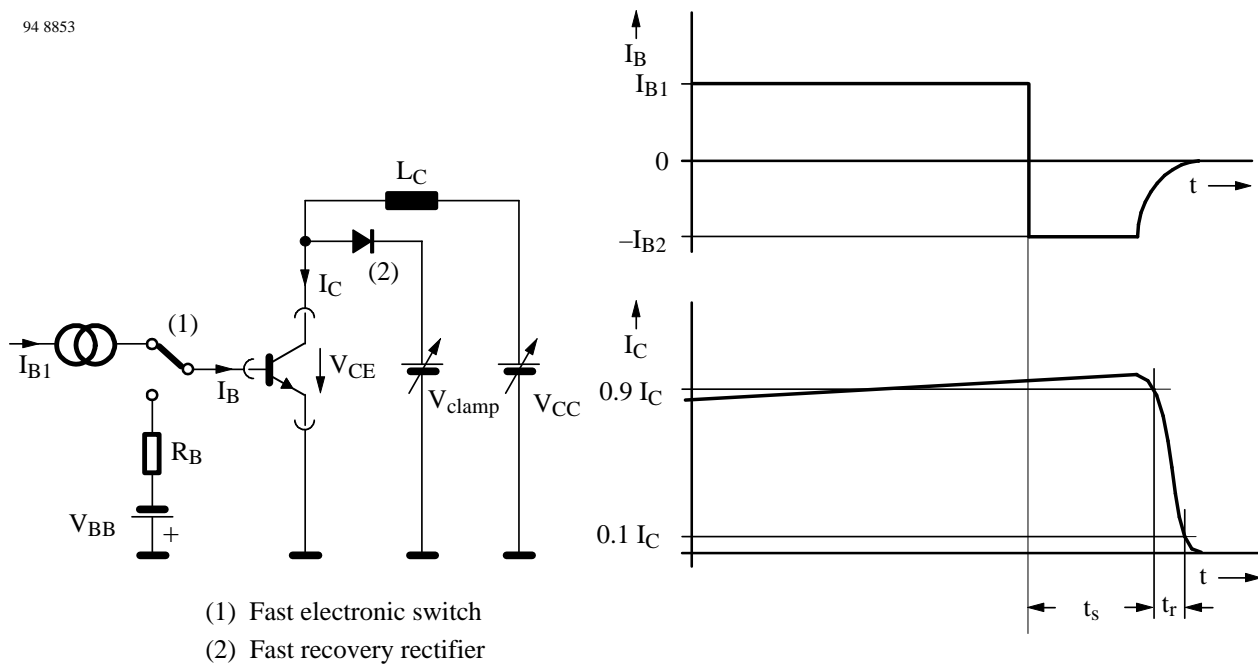 94 8853
I_B
I_B1
0
t
–I_B2
L_C
(2)
I_C
(1)
I_B1
I_B
V_CE
V_clamp
V_CC
R_B
V_BB
+
I_C
0.9 I_C
0.1 I_C
t
t_s
t_r
(1) Fast electronic switch
(2) Fast recovery rectifier